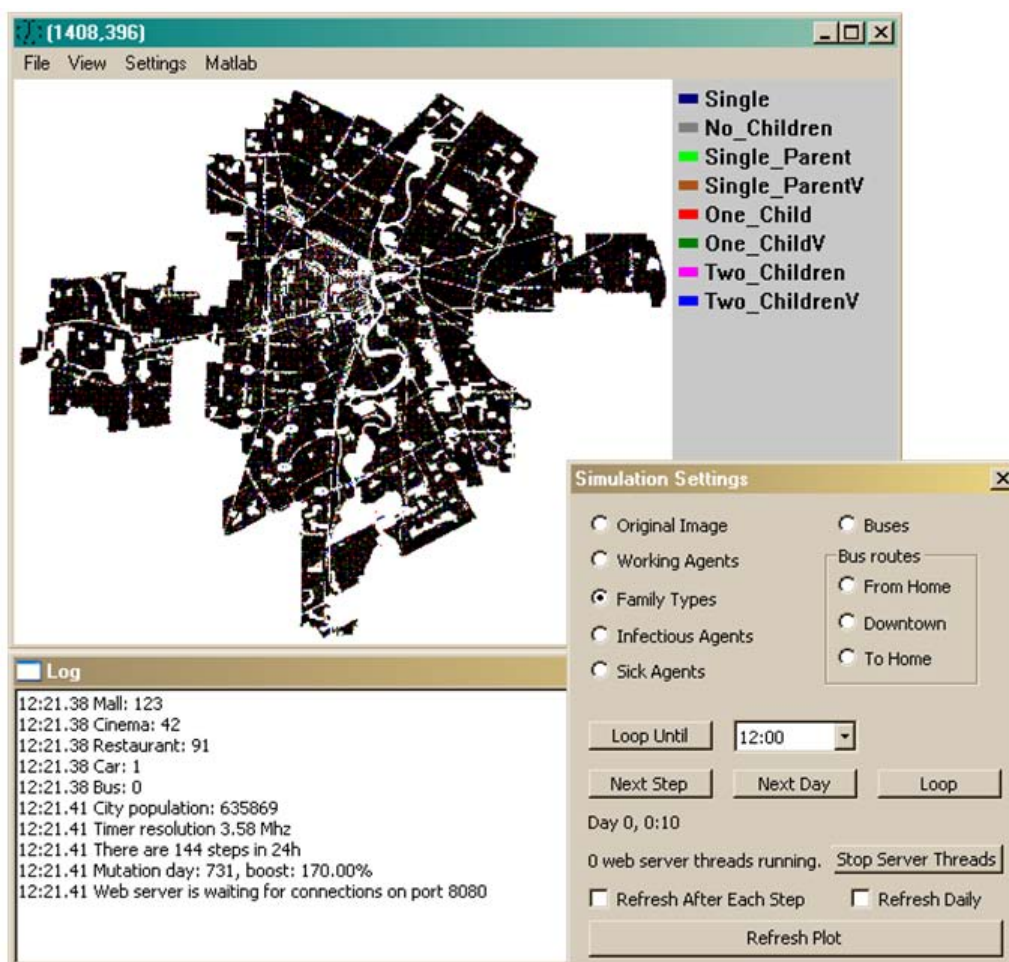 (1408,396)
File View Settings Matlab
Single
No_Children
Single_Parent
Single_ParentV
One_Child
One_ChildV
Two_Children
Two_ChildrenV
Log
12:21.38 Mall: 123
12:21.38 Cinema: 42
12:21.38 Restaurant: 91
12:21.38 Car: 1
12:21.38 Bus: 0
12:21.41 City population: 635869
12:21.41 Timer resolution 3.58 Mhz
12:21.41 There are 144 steps in 24h
12:21.41 Mutation day: 731, boost: 170.00%
12:21.41 Web server is waiting for connections on port 8080
Simulation Settings
Original Image
Working Agents
Family Types
Infectious Agents
Sick Agents
Buses
Bus routes
From Home
Downtown
To Home
Loop Until 12:00
Next Step Next Day Loop
Day 0, 0:10
0 web server threads running. Stop Server Threads
Refresh After Each Step Refresh Daily
Refresh Plot